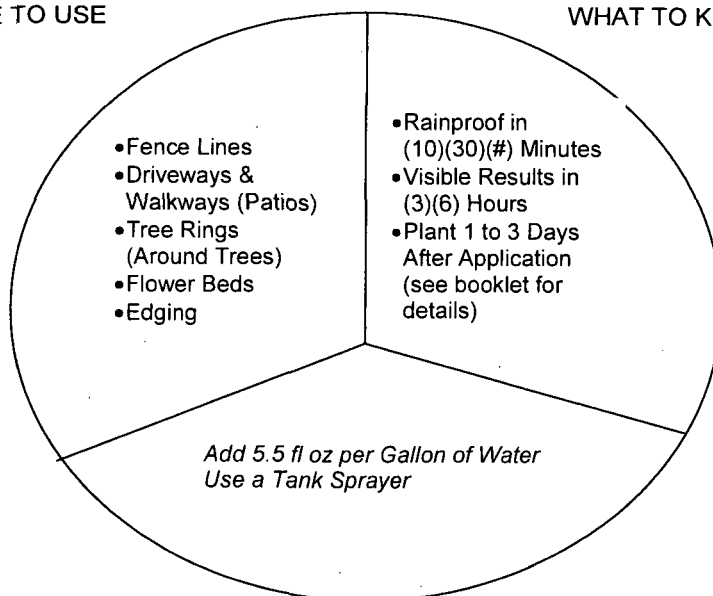 TO USE
WHAT TO K
•Fence Lines
•Driveways &
Walkways (Patios)
•Tree Rings
(Around Trees)
•Flower Beds
•Edging
•Rainproof in
(10)(30)(#) Minutes
•Visible Results in
(3)(6) Hours
•Plant 1 to 3 Days
After Application
(see booklet for
details)
Add 5.5 fl oz per Gallon of Water
Use a Tank Sprayer